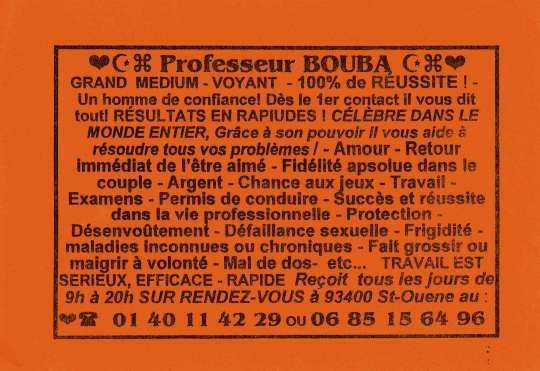 ❤☪⌘ Professeur BOUBA ☪⌘❤
GRAND MEDIUM - VOYANT - 100% de RÉUSSITE ! -
Un homme de confiance! Dès le 1er contact il vous dit
tout! RÉSULTATS EN RAPIUDES ! CÉLÈBRE DANS LE
MONDE ENTIER, Grâce à son pouvoir il vous aide à
résoudre tous vos problèmes ! - Amour - Retour
immédiat de l'être aimé - Fidélité apsolue dans le
couple - Argent - Chance aux jeux - Travail -
Examens - Permis de conduire - Succès et réussite
dans la vie professionnelle - Protection -
Désenvoûtement - Défaillance sexuelle - Frigidité -
maladies inconnues ou chroniques - Fait grossir ou
maigrir à volonté - Mal de dos- etc... TRAVAIL EST
SERIEUX, EFFICACE - RAPIDE Reçoit tous les jours de
9h à 20h SUR RENDEZ-VOUS à 93400 St-Ouene au :
❤☎ 01 40 11 42 29 OU 06 85 15 64 96